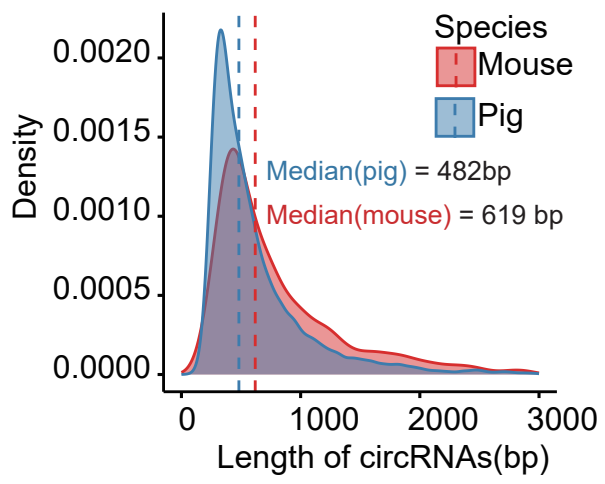 Species
Mouse
Pig
Median(pig) = 482bp
Median(mouse) = 619 bp
Density
0.0020
0.0015
0.0010
0.0005
0.0000
0 1000 2000 3000
Length of circRNAs(bp)